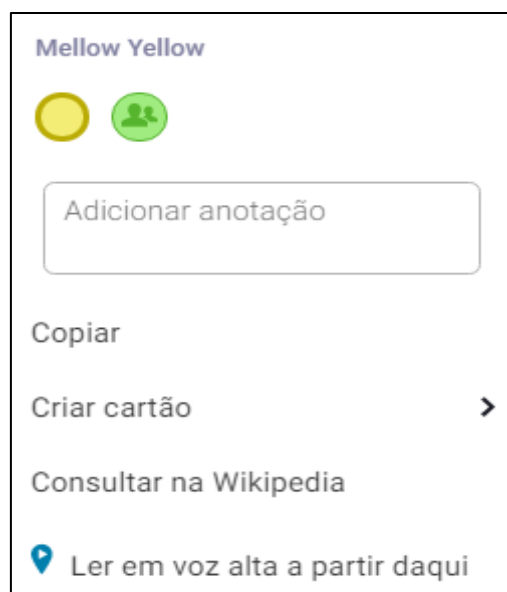 Mellow Yellow
Adicionar anotação
Copiar
Criar cartão
Consultar na Wikipedia
Ler em voz alta a partir daqui